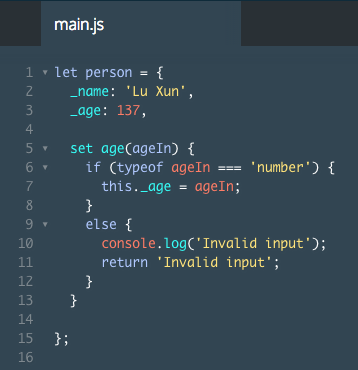 main.js
1 let person = {
2   _name: 'Lu Xun',
3   _age: 137,
4
5   set age(ageIn) {
6     if (typeof ageIn === 'number') {
7       this._age = ageIn;
8     }
9     else {
10       console.log('Invalid input');
11       return 'Invalid input';
12     }
13   }
14
15 };
16